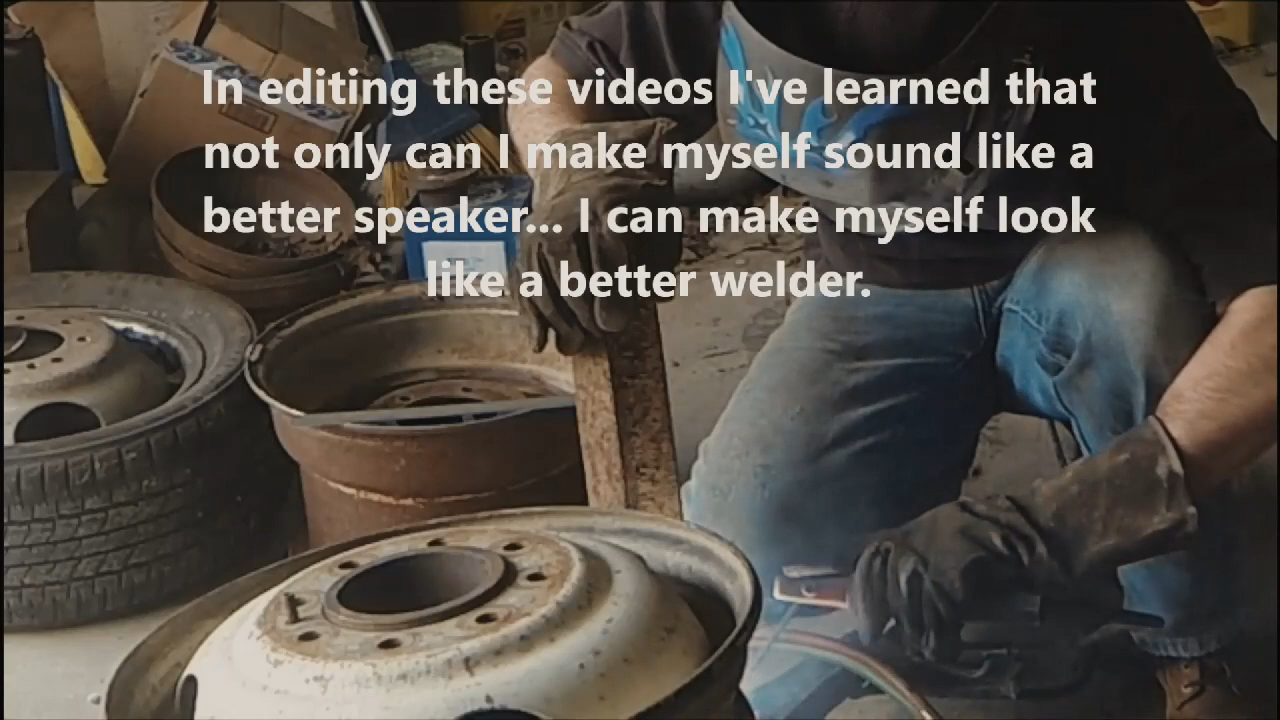 In editing these videos I've learned that
not only can I make myself sound like a
better speaker... I can make myself look
like a better welder.